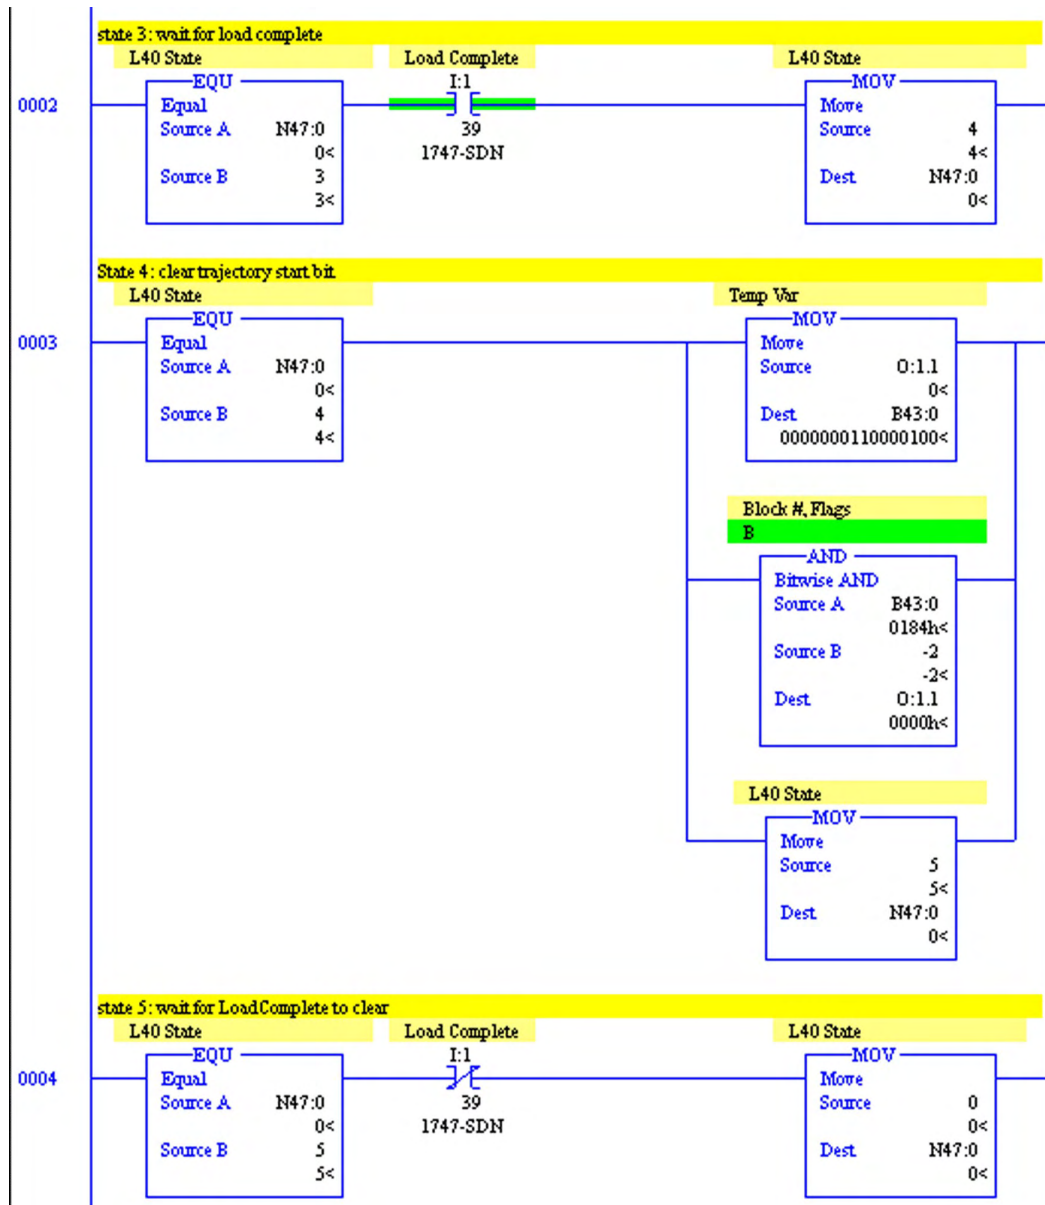 state 3: wait for load complete
L40 State
Load Complete
L40 State
0002
EQU
Equal
Source A N47:0
0<
Source B 3
3<
I:1
39
1747-SDN
MOV
Move
Source 4
4<
Dest N47:0
0<
State 4: clear trajectory start bit
L40 State
Temp Var
0003
EQU
Equal
Source A N47:0
0<
Source B 4
4<
MOV
Move
Source O:1.1
0<
Dest B43:0
0000000110000100<
Block #, Flags
B
AND
Bitwise AND
Source A B43:0
0184h<
Source B -2
-2<
Dest O:1.1
0000h<
L40 State
MOV
Move
Source 5
5<
Dest N47:0
0<
state 5: wait for LoadComplete to clear
L40 State
Load Complete
L40 State
0004
EQU
Equal
Source A N47:0
0<
Source B 5
5<
I:1
39
1747-SDN
MOV
Move
Source 0
0<
Dest N47:0
0<